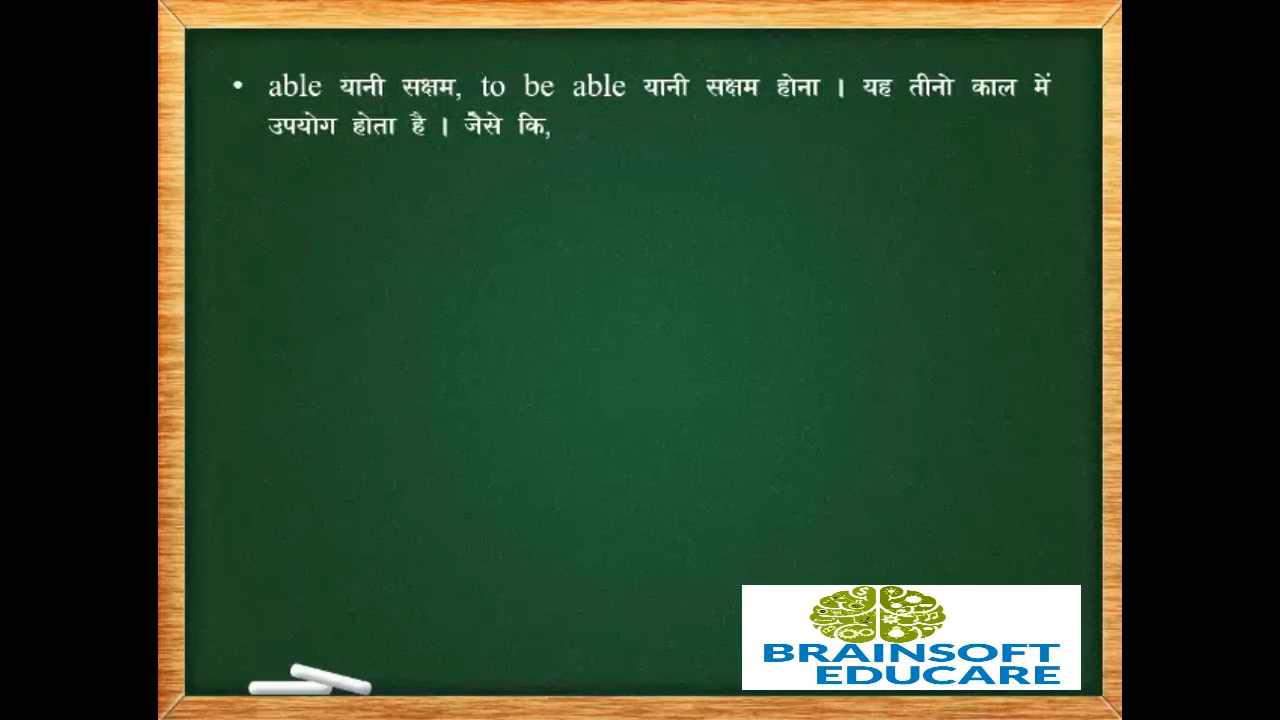 • able यानी सक्षम, to be able यानी सक्षम होना । यह तीनो काल में
उपयोग होता है । जैसे कि,
BRAINSOFT
EDUCARE